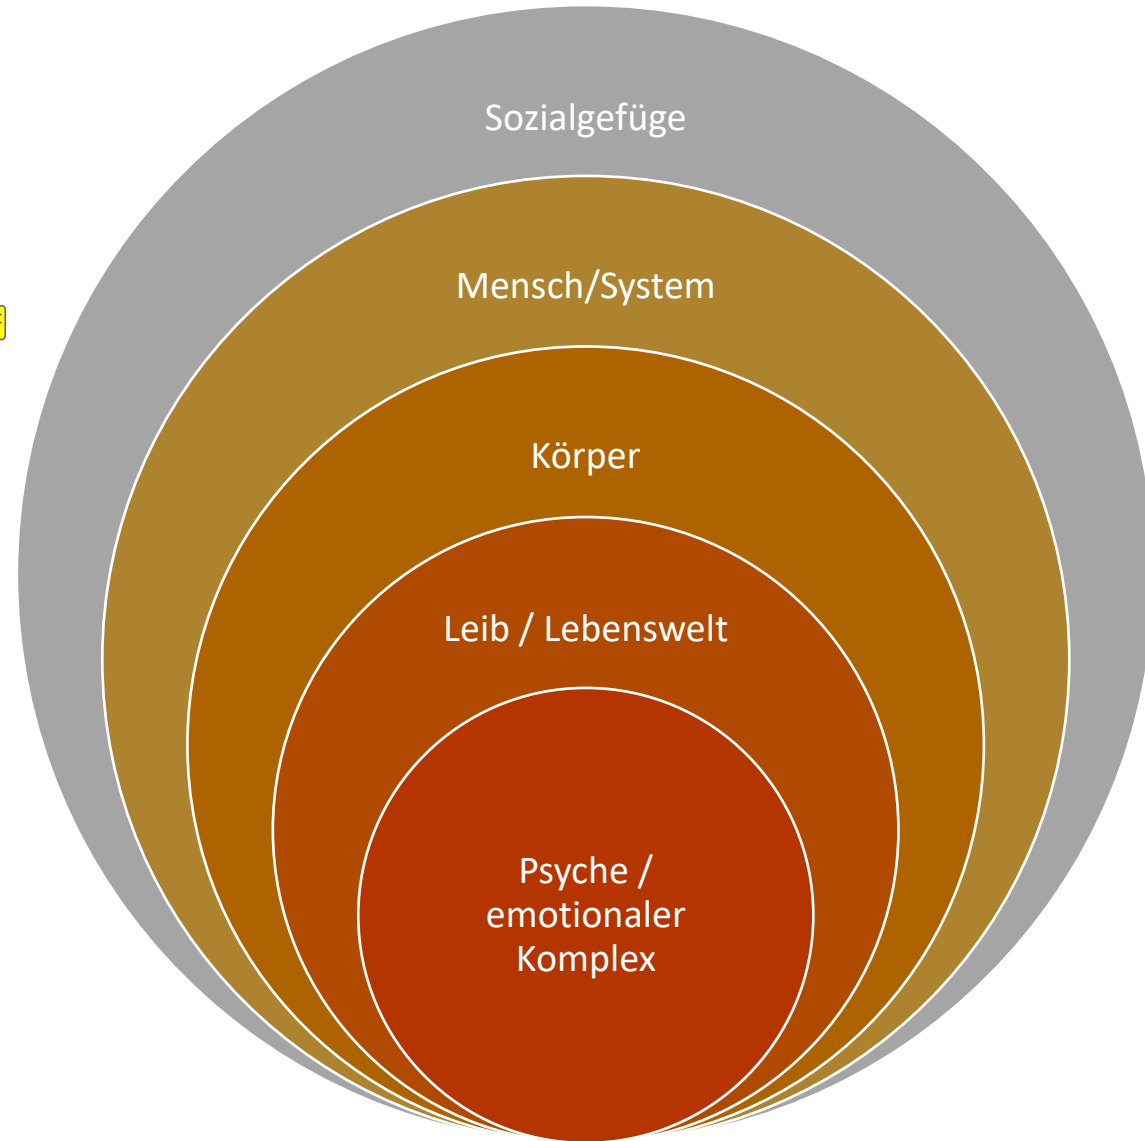 Sozialgefüge
Mensch/System
Körper
Leib / Lebenswelt
Psyche /
emotionaler
Komplex